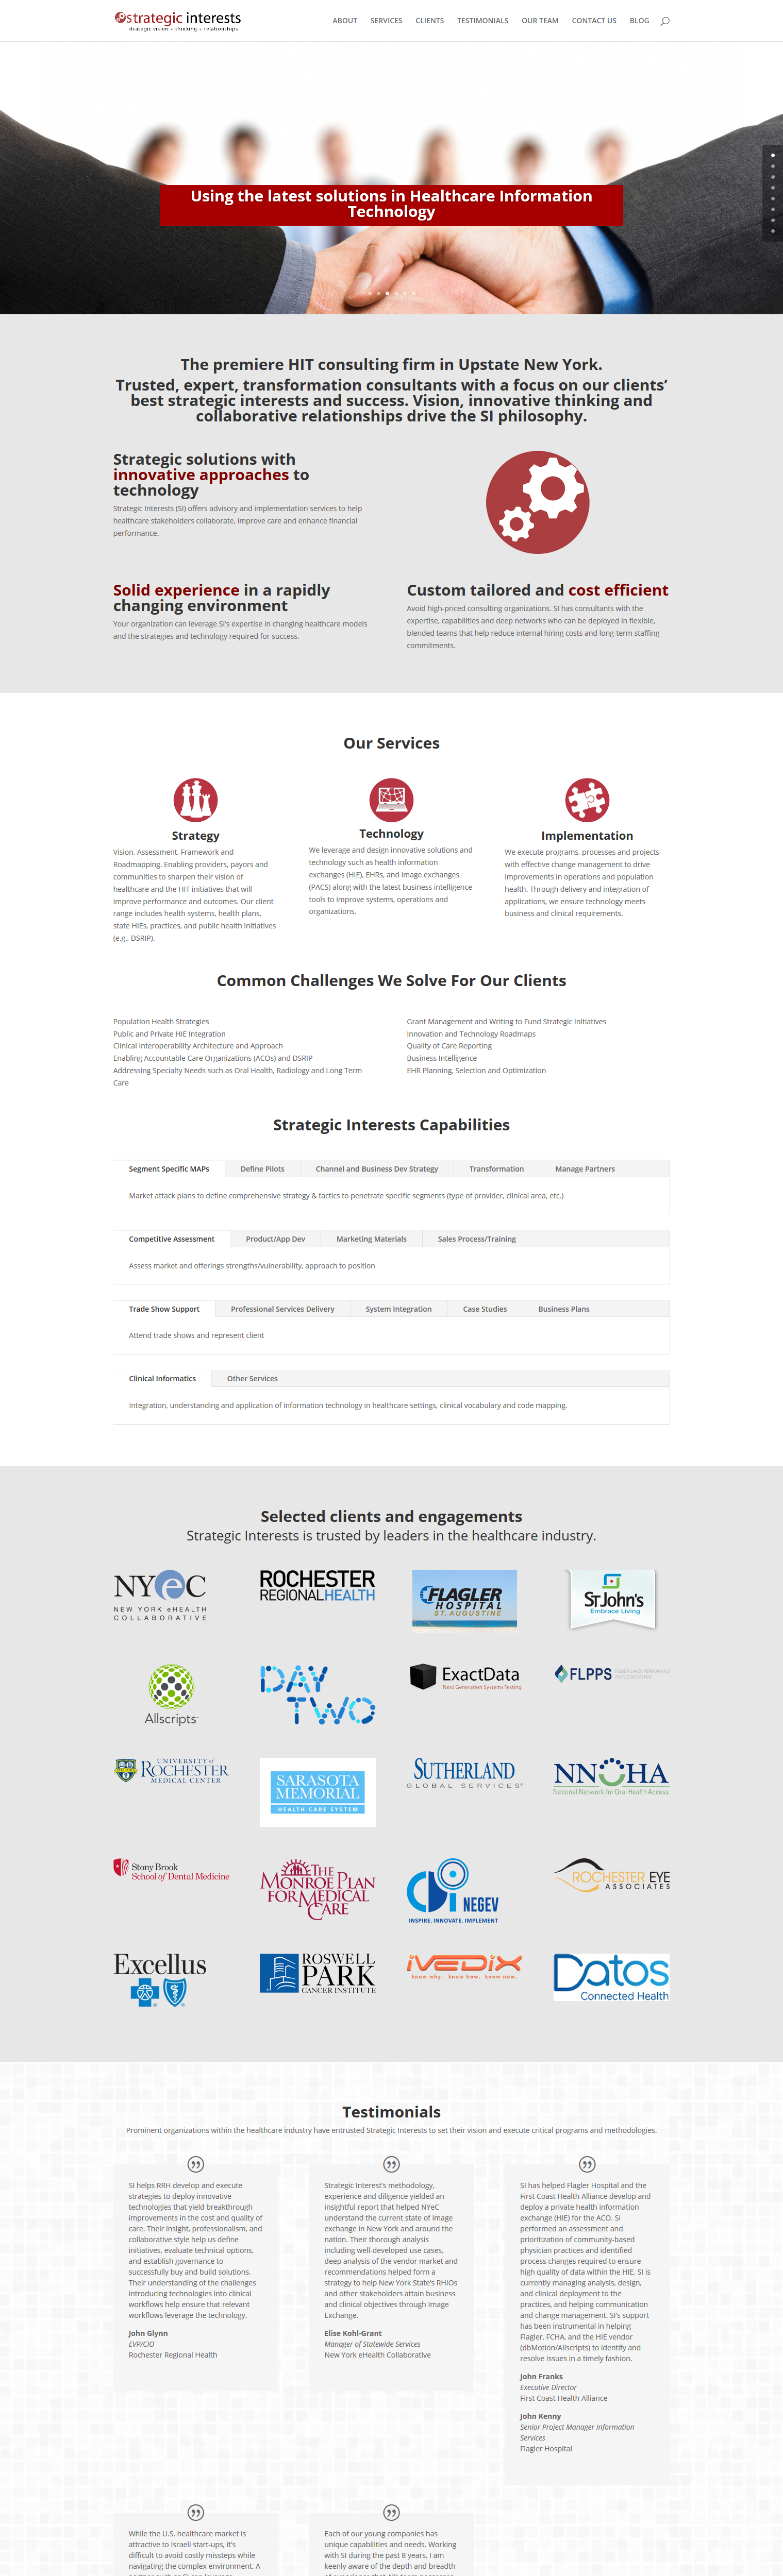 strategic interests
strategic vision • thinking • relationships
ABOUT SERVICES CLIENTS TESTIMONIALS OUR TEAM CONTACT US BLOG
Using the latest solutions in Healthcare Information
Technology
The premiere HIT consulting firm in Upstate New York.
Trusted, expert, transformation consultants with a focus on our clients’
best strategic interests and success. Vision, innovative thinking and
collaborative relationships drive the SI philosophy.
Strategic solutions with
innovative approaches to
technology
Strategic Interests (SI) offers advisory and implementation services to help
healthcare stakeholders collaborate, improve care and enhance financial
performance.
Solid experience in a rapidly
changing environment
Your organization can leverage SI’s expertise in changing healthcare models
and the strategies and technology required for success.
Custom tailored and cost efficient
Avoid high-priced consulting organizations. SI has consultants with the
expertise, capabilities and deep networks who can be deployed in flexible,
blended teams that help reduce internal hiring costs and long-term staffing
commitments.
Our Services
Strategy
Vision, Assessment, Framework and
Roadmapping. Enabling providers, payors and
communities to sharpen their vision of
healthcare and the HIT initiatives that will
improve performance and outcomes. Our client
range includes health systems, health plans,
state HIEs, practices, and public health initiatives
(e.g., DSRIP).
Technology
We leverage and design innovative solutions and
technology such as health information
exchanges (HIE), EHRs, and image exchanges
(PACS) along with the latest business intelligence
tools to improve systems, operations and
organizations.
Implementation
We execute programs, processes and projects
with effective change management to drive
improvements in operations and population
health. Through delivery and integration of
applications, we ensure technology meets
business and clinical requirements.
Common Challenges We Solve For Our Clients
Population Health Strategies
Public and Private HIE Integration
Clinical Interoperability Architecture and Approach
Enabling Accountable Care Organizations (ACOs) and DSRIP
Addressing Specialty Needs such as Oral Health, Radiology and Long Term
Care
Grant Management and Writing to Fund Strategic Initiatives
Innovation and Technology Roadmaps
Quality of Care Reporting
Business Intelligence
EHR Planning, Selection and Optimization
Strategic Interests Capabilities
Segment Specific MAPs Define Pilots Channel and Business Dev Strategy Transformation Manage Partners
Market attack plans to define comprehensive strategy & tactics to penetrate specific segments (type of provider, clinical area, etc.)
Competitive Assessment Product/App Dev Marketing Materials Sales Process/Training
Assess market and offerings strengths/vulnerability, approach to position
Trade Show Support Professional Services Delivery System Integration Case Studies Business Plans
Attend trade shows and represent client
Clinical Informatics Other Services
Integration, understanding and application of information technology in healthcare settings, clinical vocabulary and code mapping.
Selected clients and engagements
Strategic Interests is trusted by leaders in the healthcare industry.
NYeC
NEW YORK eHEALTH
COLLABORATIVE
ROCHESTER
REGIONALHEALTH
FLAGLER
HOSPITAL
ST. AUGUSTINE
St John's
Embrace Living
Allscripts
DAY
TWO
ExactData
Next Generation Systems Testing
FLPPS
UNIVERSITY of
ROCHESTER
MEDICAL CENTER
SARASOTA
MEMORIAL
HEALTH CARE SYSTEM
SUTHERLAND
GLOBAL SERVICES
NNOHA
National Network for Oral Health Access
Stony Brook
School of Dental Medicine
THE
MONROE PLAN
FOR MEDICAL
CARE
CDi NEGEV
INSPIRE. INNOVATE. IMPLEMENT
ROCHESTER EYE
ASSOCIATES
Excellus
ROSWELL
PARK
CANCER INSTITUTE
iVEDiX
know why. know how. know now.
Datos
Connected Health
Testimonials
Prominent organizations within the healthcare industry have entrusted Strategic Interests to set their vision and execute critical programs and methodologies.
SI helps RRH develop and execute
strategies to deploy innovative
technologies that yield breakthrough
improvements in the cost and quality of
care. Their insight, professionalism, and
collaborative style help us define
initiatives, evaluate technical options,
and establish governance to
successfully buy and build solutions.
Their understanding of the challenges
introducing technologies into clinical
workflows help ensure that relevant
workflows leverage the technology.
John Glynn
EVP/CIO
Rochester Regional Health
Strategic Interest’s methodology,
experience and diligence yielded an
insightful report that helped NYeC
understand the current state of image
exchange in New York and around the
nation. Their thorough analysis
including well-developed use cases,
deep analysis of the vendor market and
recommendations helped form a
strategy to help New York State’s RHIOs
and other stakeholders attain business
and clinical objectives through Image
Exchange.
Elise Kohl-Grant
Manager of Statewide Services
New York eHealth Collaborative
SI has helped Flagler Hospital and the
First Coast Health Alliance develop and
deploy a private health information
exchange (HIE) for the ACO. SI
performed an assessment and
prioritization of community-based
physician practices and identified
process changes required to ensure
high quality of data within the HIE. SI is
currently managing analysis, design,
and clinical deployment to the
practices, and helping communication
and change management. SI’s support
has been instrumental in helping
Flagler, FCHA, and the HIE vendor
(dbMotion/Allscripts) to identify and
resolve issues in a timely fashion.
John Franks
Executive Director
First Coast Health Alliance
John Kenny
Senior Project Manager Information
Services
Flagler Hospital
While the U.S. healthcare market is
attractive to Israeli start-ups, it’s
difficult to avoid costly missteps while
navigating the complex environment. A
Each of our young companies has
unique capabilities and needs. Working
with SI during the past 8 years, I am
keenly aware of the depth and breadth